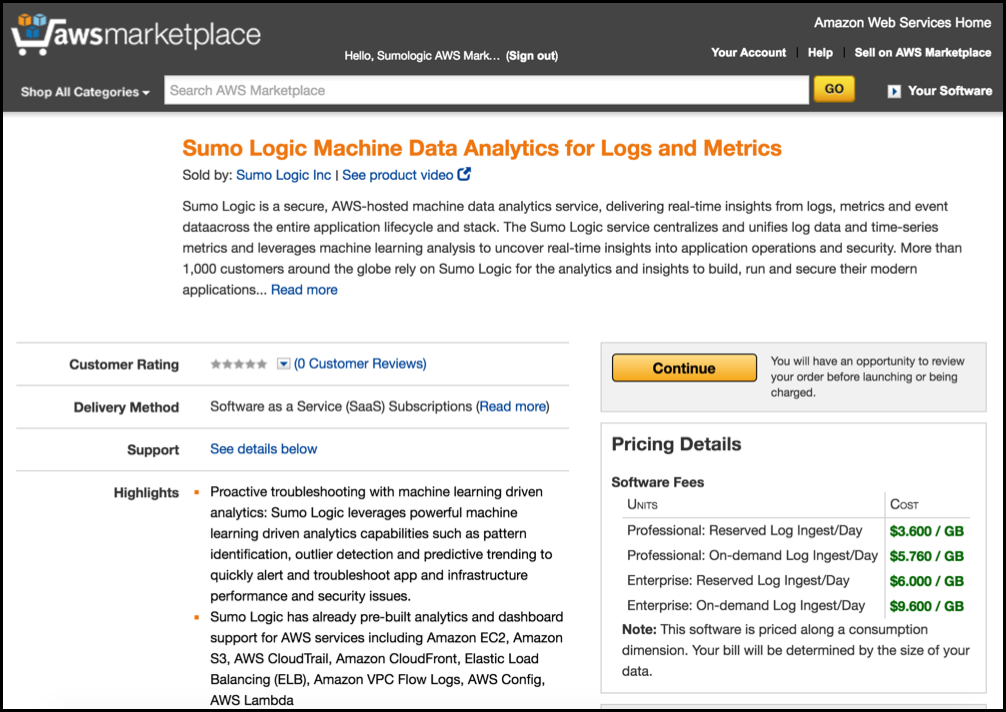 awsmarketplace
Amazon Web Services Home
Hello, Sumologic AWS Mark... (Sign out)
Your Account | Help | Sell on AWS Marketplace
Shop All Categories
Search AWS Marketplace
GO
Your Software
Sumo Logic Machine Data Analytics for Logs and Metrics
Sold by: Sumo Logic Inc | See product video
Sumo Logic is a secure, AWS-hosted machine data analytics service, delivering real-time insights from logs, metrics and event
dataacross the entire application lifecycle and stack. The Sumo Logic service centralizes and unifies log data and time-series
metrics and leverages machine learning analysis to uncover real-time insights into application operations and security. More than
1,000 customers around the globe rely on Sumo Logic for the analytics and insights to build, run and secure their modern
applications... Read more
Customer Rating (0 Customer Reviews)
Delivery Method Software as a Service (SaaS) Subscriptions (Read more)
Support See details below
Highlights
Proactive troubleshooting with machine learning driven
analytics: Sumo Logic leverages powerful machine
learning driven analytics capabilities such as pattern
identification, outlier detection and predictive trending to
quickly alert and troubleshoot app and infrastructure
performance and security issues.
Sumo Logic has already pre-built analytics and dashboard
support for AWS services including Amazon EC2, Amazon
S3, AWS CloudTrail, Amazon CloudFront, Elastic Load
Balancing (ELB), Amazon VPC Flow Logs, AWS Config,
AWS Lambda
Continue
You will have an opportunity to review
your order before launching or being
charged.
Pricing Details
Software Fees
Units Cost
Professional: Reserved Log Ingest/Day $3.600 / GB
Professional: On-demand Log Ingest/Day $5.760 / GB
Enterprise: Reserved Log Ingest/Day $6.000 / GB
Enterprise: On-demand Log Ingest/Day $9.600 / GB
Note: This software is priced along a consumption
dimension. Your bill will be determined by the size of your
data.